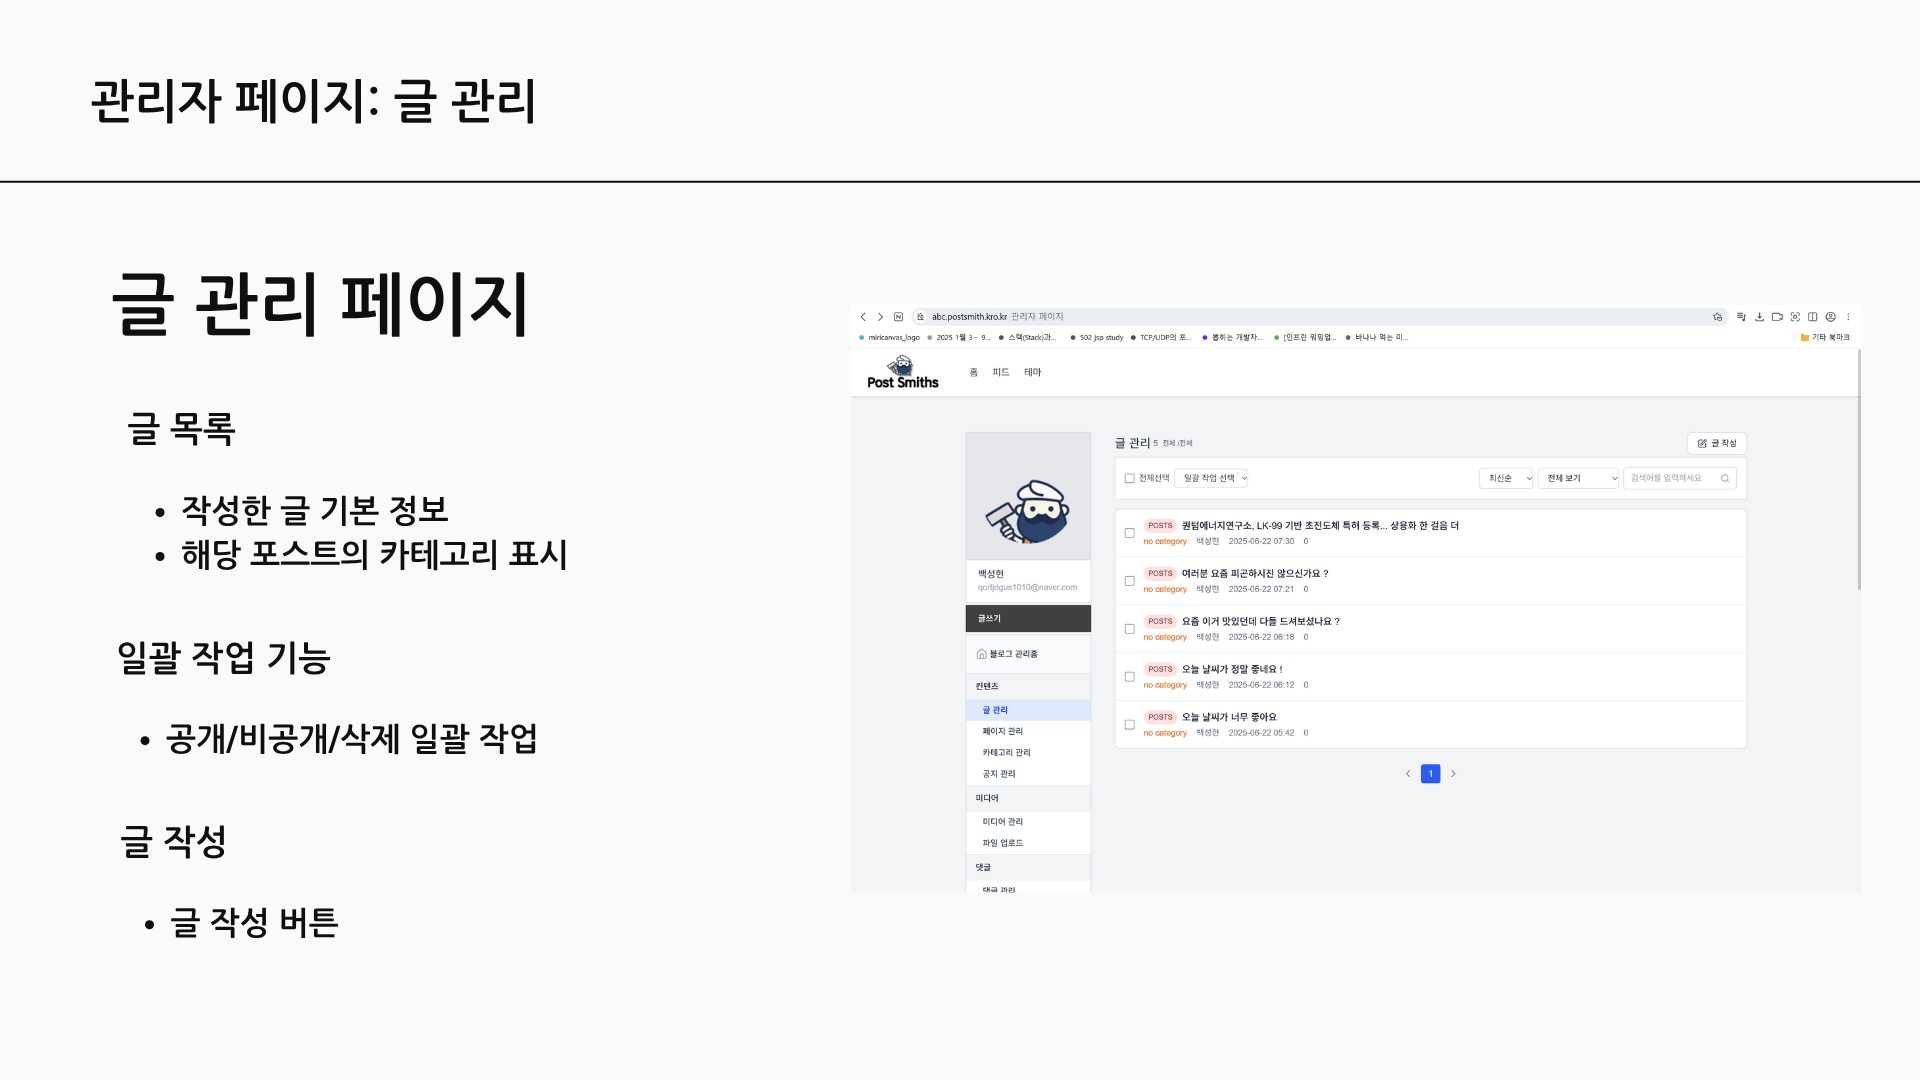 관리자 페이지: 글 관리
글 관리 페이지
글 목록
• 작성한 글 기본 정보
• 해당 포스트의 카테고리 표시
일괄 작업 기능
• 공개/비공개/삭제 일괄 작업
글 작성
• 글 작성 버튼
abc.postsmith.kro.kr 관리자 페이지
miricanvas_logo 2025 1월 3 ~ 9... 스택(Stack)과... 502 jsp study TCP/UDP의 포... 뽑히는 개발자... [인프런 워밍업... 바나나 먹는 미... 기타 북마크
Post Smiths
홈 피드 테마
백성현
qortjdgus1010@naver.com
글쓰기
블로그 관리홈
컨텐츠
글 관리
페이지 관리
카테고리 관리
공지 관리
미디어
미디어 관리
파일 업로드
댓글
댓글 관리
글 관리 5 전체 /전체
글 작성
전체선택 일괄 작업 선택 최신순 전체 보기 검색어를 입력하세요
POSTS 퀀텀에너지연구소, LK-99 기반 초전도체 특허 등록... 상용화 한 걸음 더
no category 백성현 2025-06-22 07:30 0
POSTS 여러분 요즘 피곤하시진 않으신가요 ?
no category 백성현 2025-06-22 07:21 0
POSTS 요즘 이거 맛있던데 다들 드셔보셨나요 ?
no category 백성현 2025-06-22 06:18 0
POSTS 오늘 날씨가 정말 좋네요 !
no category 백성현 2025-06-22 06:12 0
POSTS 오늘 날씨가 너무 좋아요
no category 백성현 2025-06-22 05:42 0
1